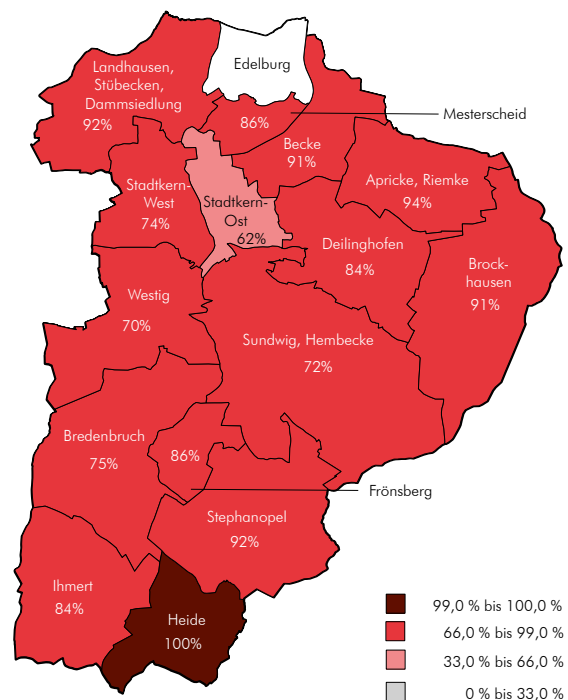 Edelburg
Landhausen,
Stübecken,
Dammsiedlung
92%
86%
Mesterscheid
Becke
91%
Apricke, Riemke
94%
Stadtkern-
West
74%
Stadtkern-
Ost
62%
Deilinghofen
84%
Brock-
hausen
91%
Westig
70%
Sundwig, Hembecke
72%
Bredenbruch
75%
86%
Frönsberg
Stephanopel
92%
Ihmert
84%
Heide
100%
99,0 % bis 100,0 %
66,0 % bis 99,0 %
33,0 % bis 66,0 %
0 % bis 33,0 %